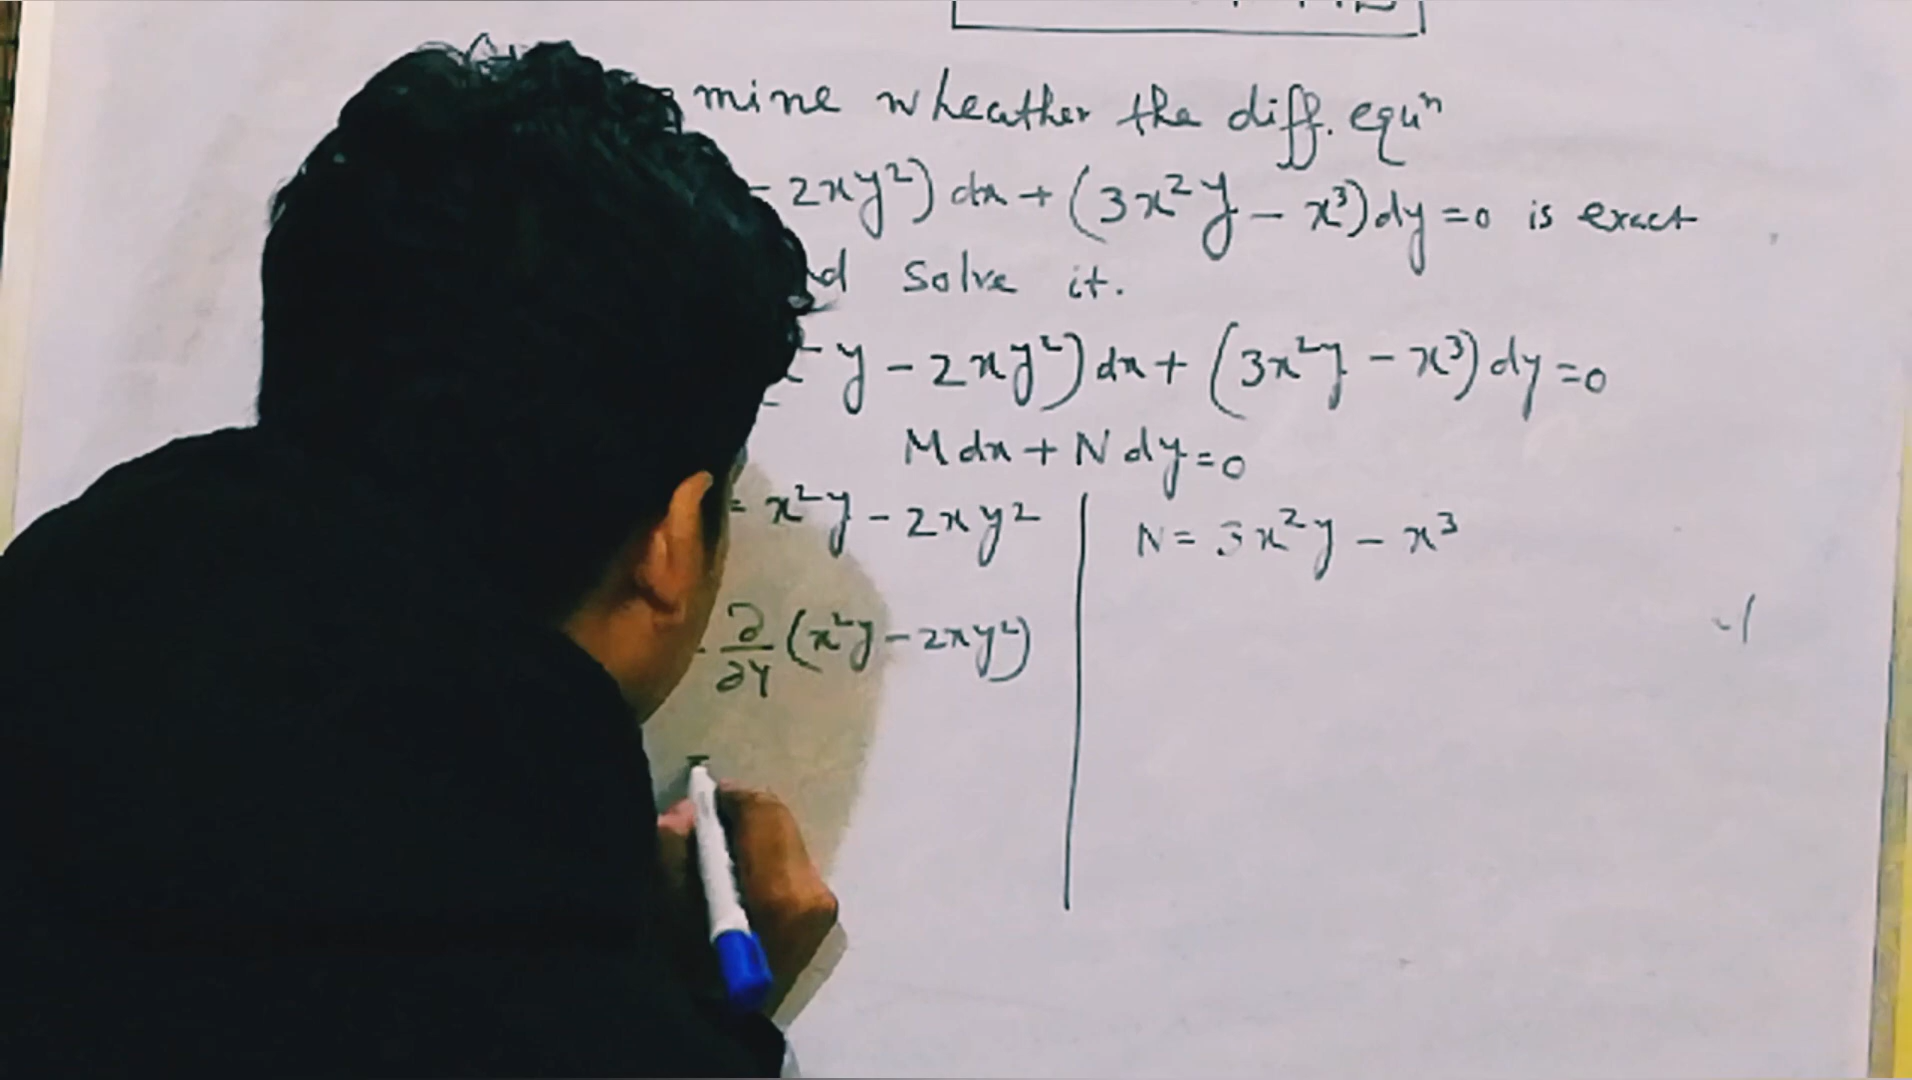 mine wheather the diff. equⁿ
- 2xy²) dx + (3x²y - x³)dy = 0 is exact
solve it.
y - 2xy²) dx + (3x²y - x³) dy = 0
M dx + N dy = 0
= x²y - 2xy²
N = 3x²y - x³
∂/∂y (x²y - 2xy²)
=